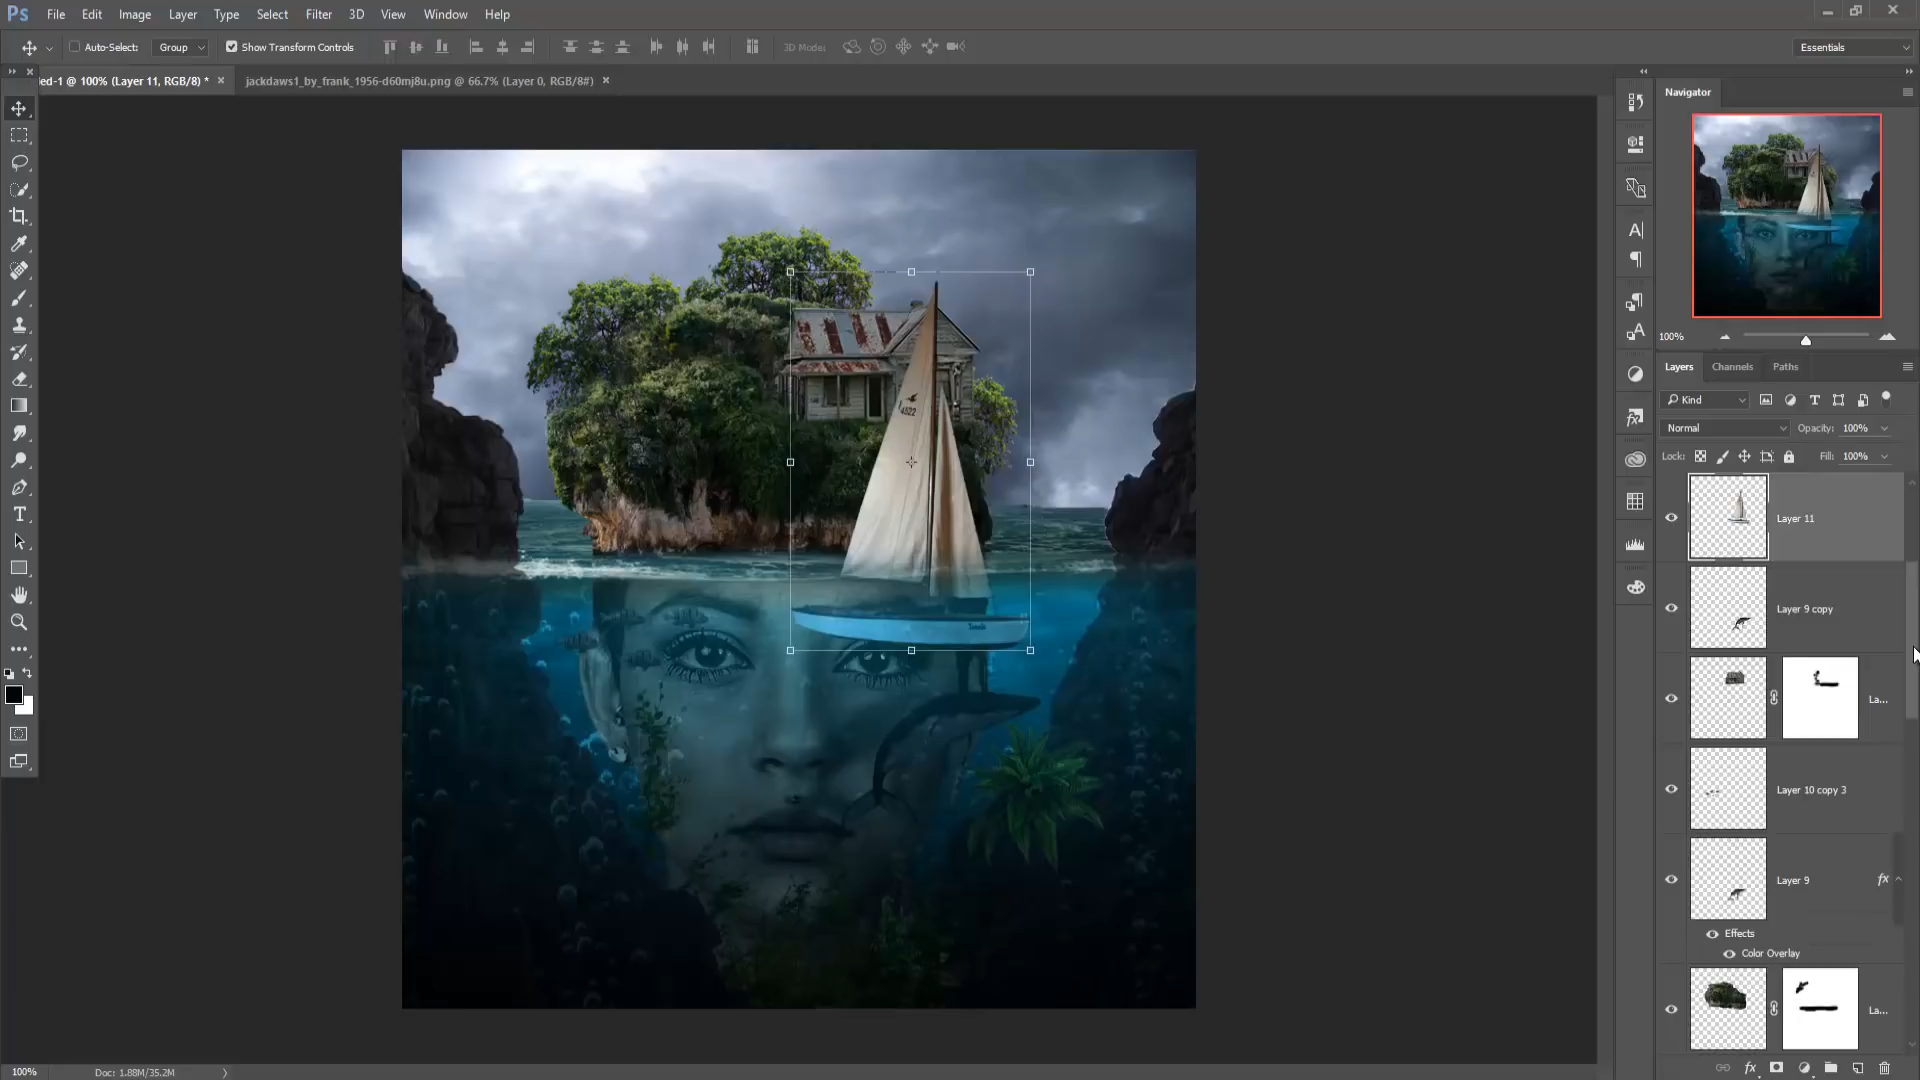 Ps File Edit Image Layer Type Select Filter 3D View Window Help
Auto-Select: Group Show Transform Controls 3D Mode: Essentials
ed-1 @ 100% (Layer 11, RGB/8) * × jackdaws1_by_frank_1956-d60mj8u.png @ 66.7% (Layer 0, RGB/8#) ×
Navigator
100%
Layers Channels Paths
Kind
Normal Opacity: 100%
Lock: Fill: 100%
Layer 11
Layer 9 copy
La...
Layer 10 copy 3
Layer 9 fx
Effects
Color Overlay
La...
4922
100% Doc: 1.88M/35.2M